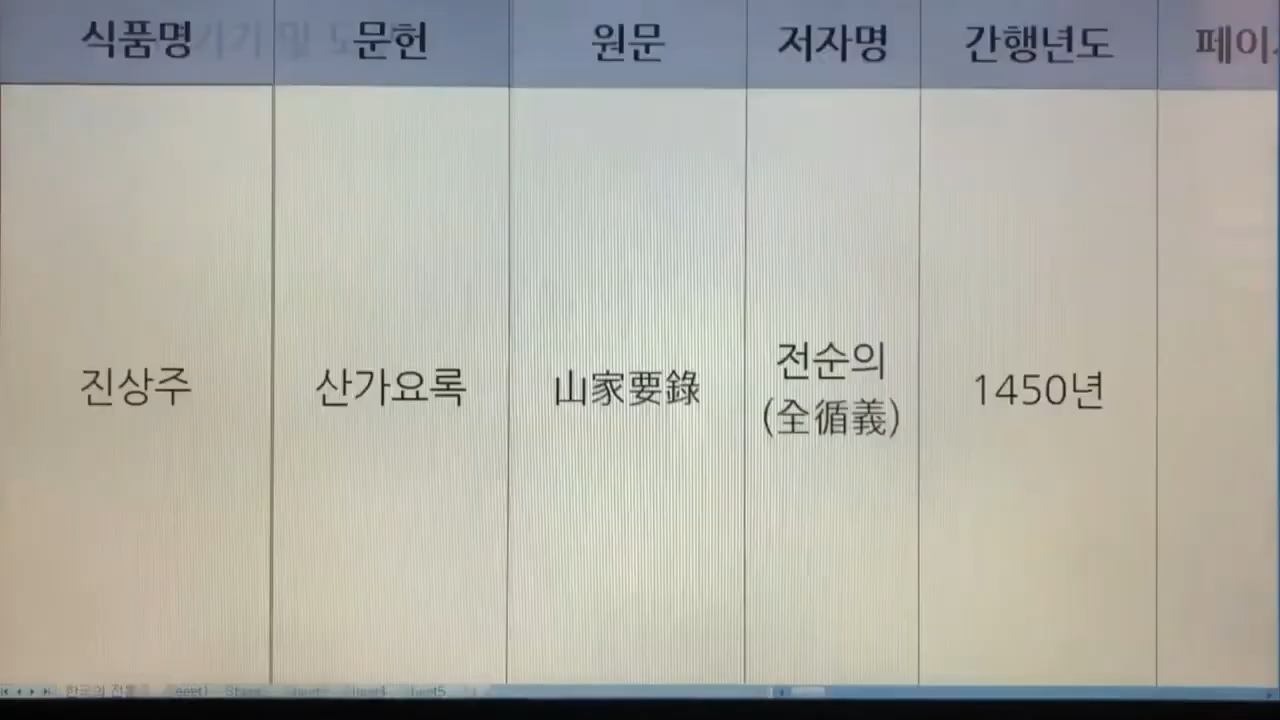 식품명 문헌 원문 저자명 간행년도
진상주 산가요록 山家要錄 전순의
(全循義) 1450년